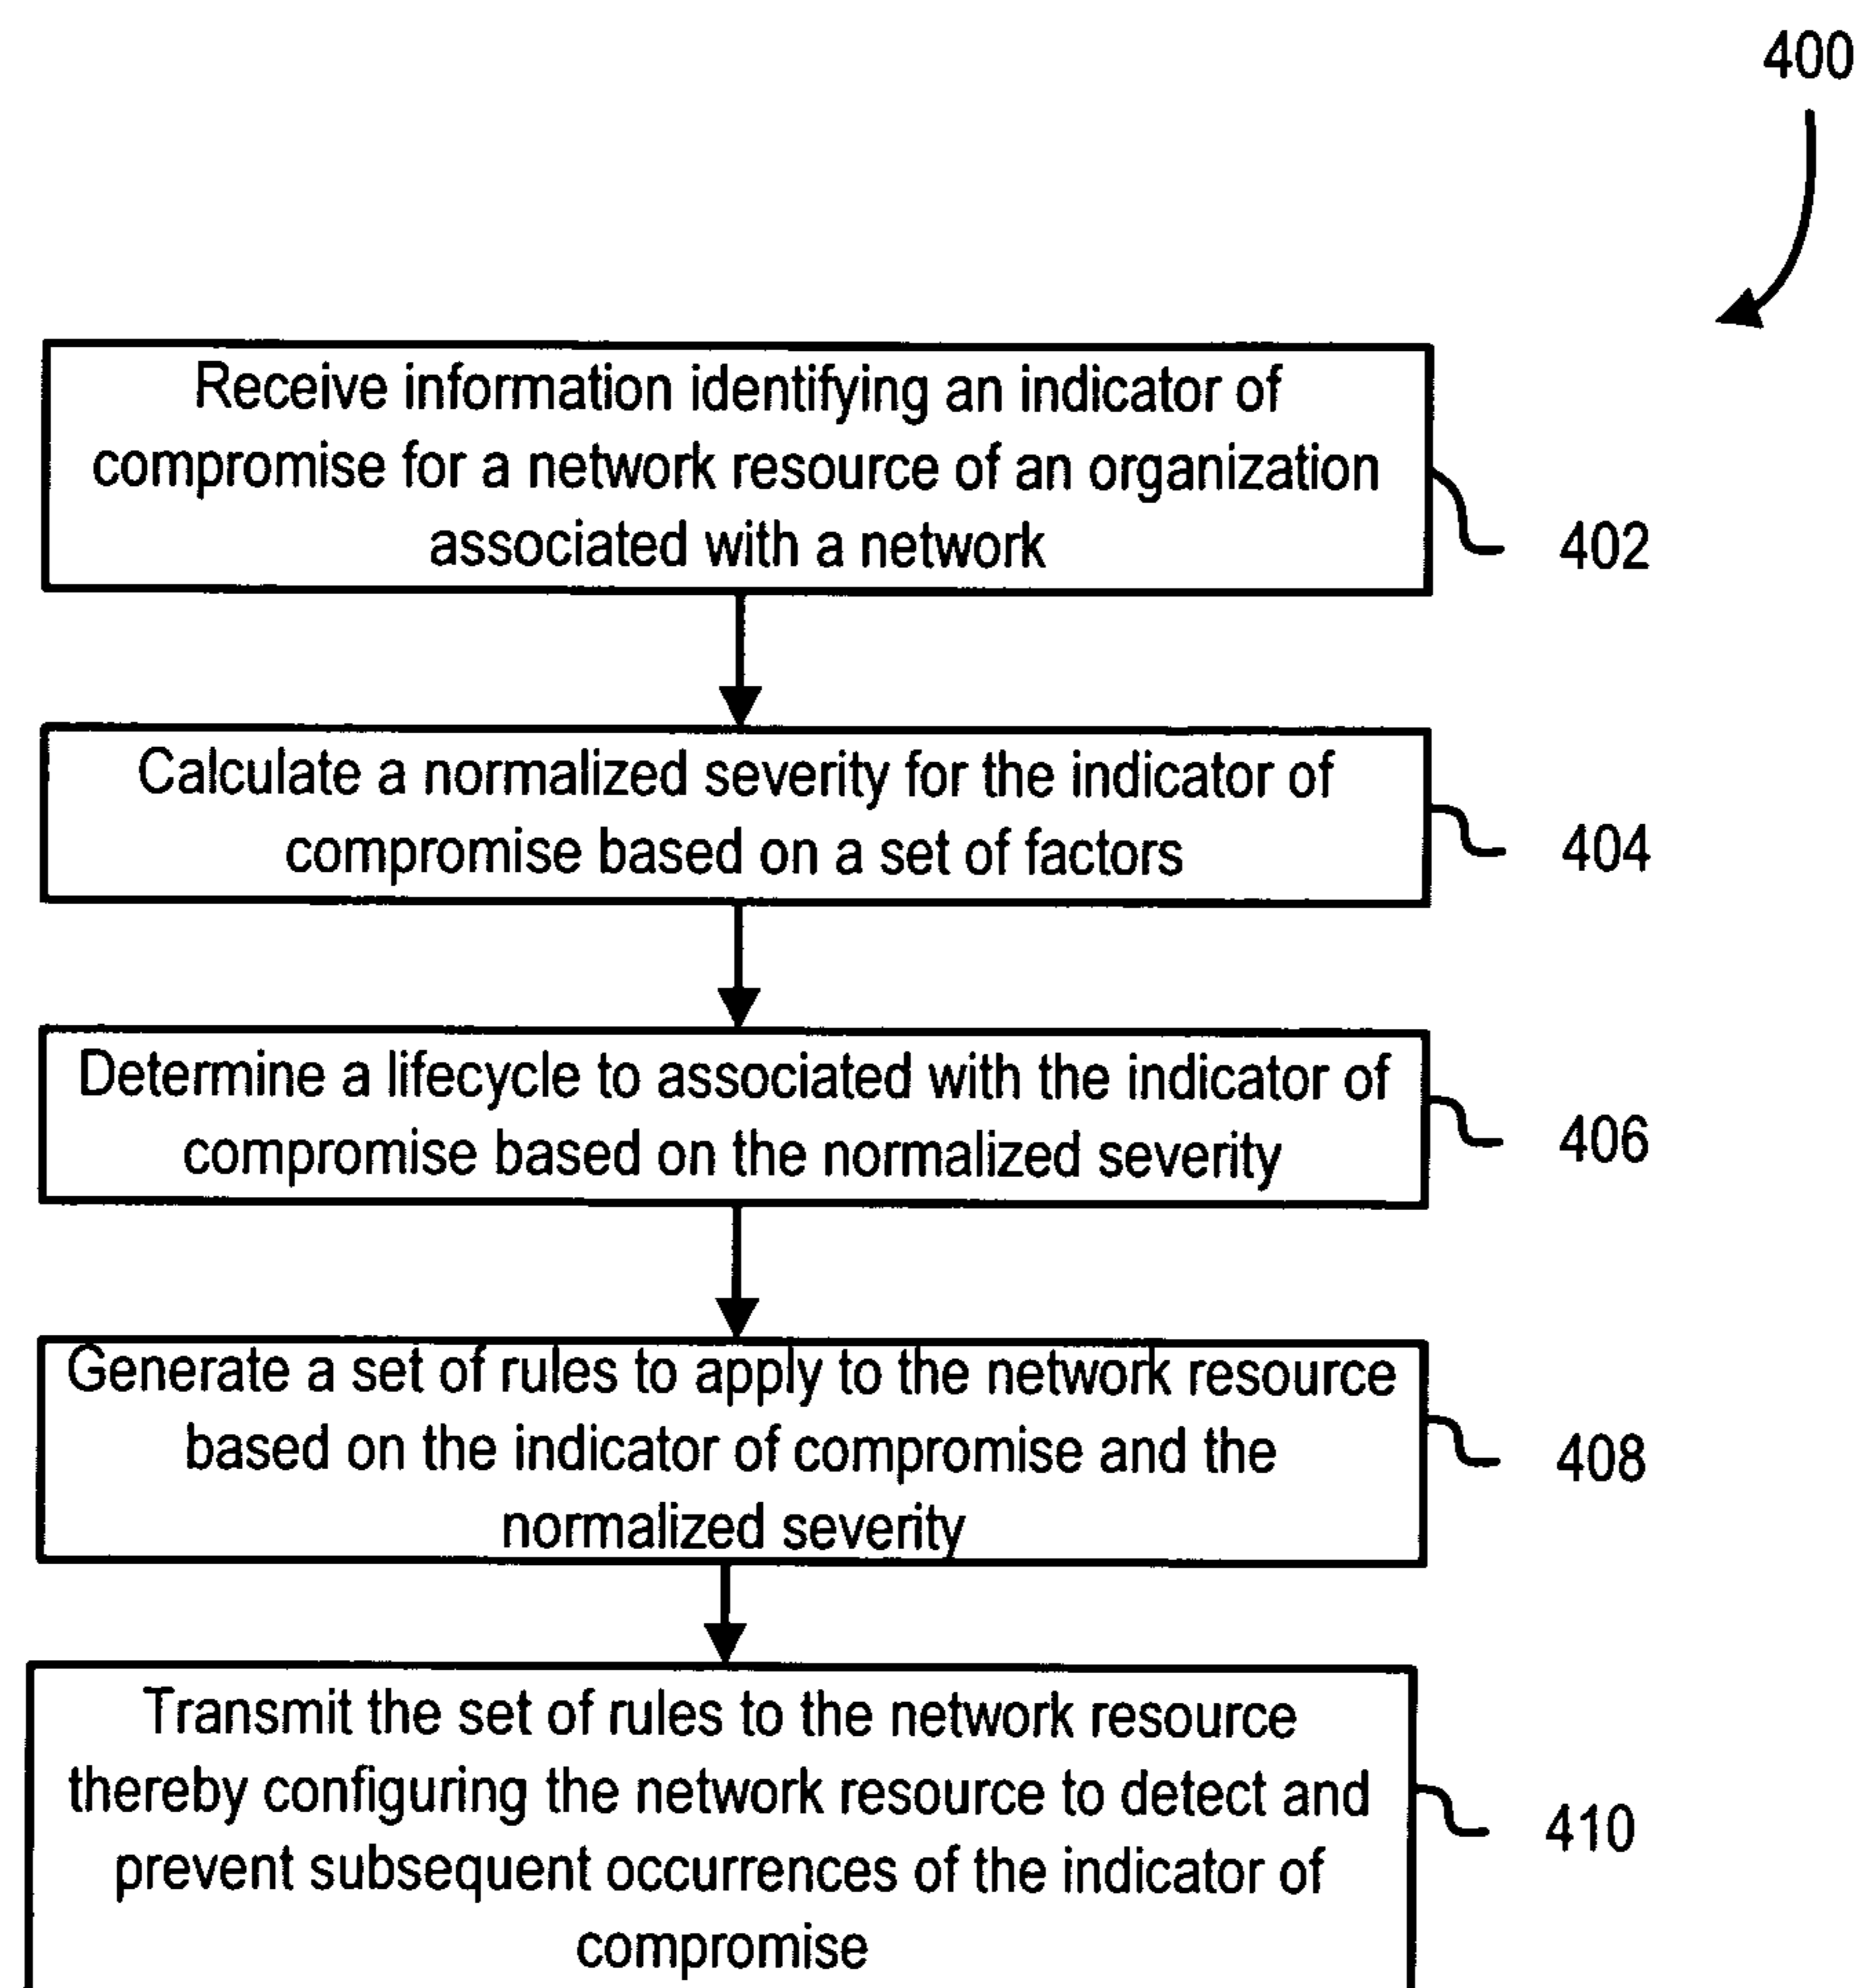 400
Receive information identifying an indicator of
compromise for a network resource of an organization
associated with a network
402
Calculate a normalized severity for the indicator of
compromise based on a set of factors
404
Determine a lifecycle to associated with the indicator of
compromise based on the normalized severity
406
Generate a set of rules to apply to the network resource
based on the indicator of compromise and the
normalized severity
408
Transmit the set of rules to the network resource
thereby configuring the network resource to detect and
prevent subsequent occurrences of the indicator of
compromise
410